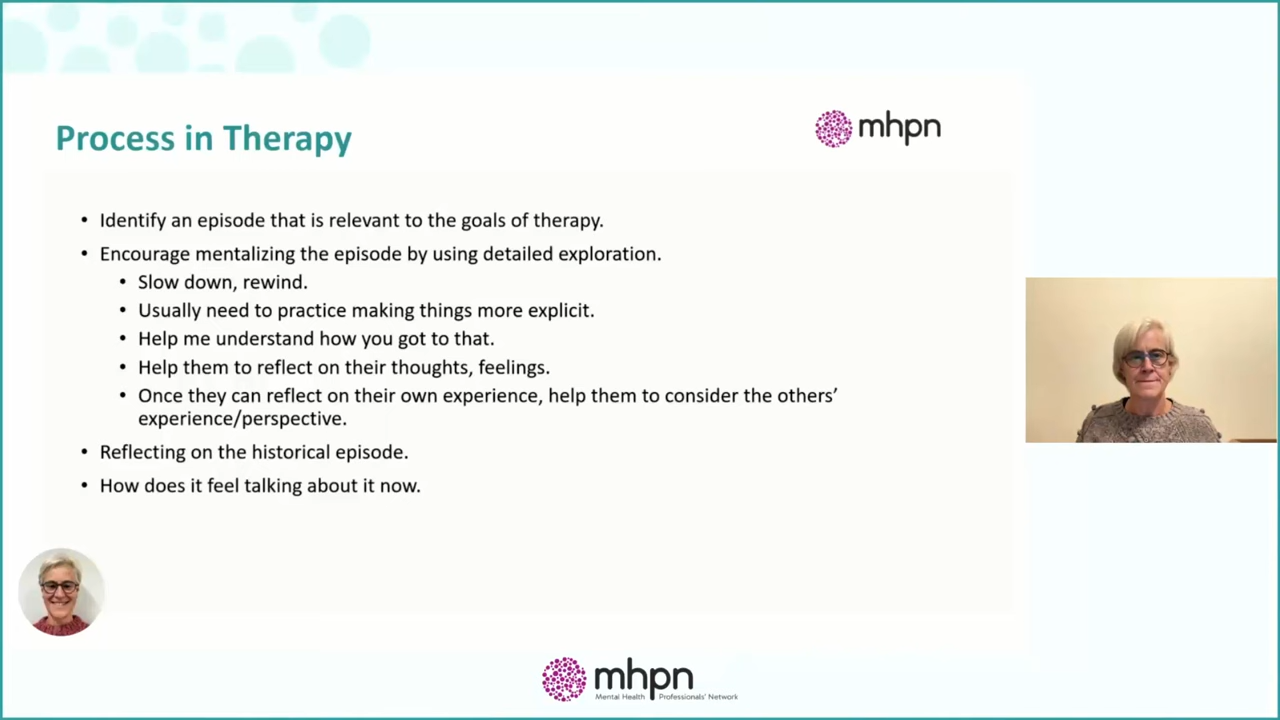 Process in Therapy
mhpn
• Identify an episode that is relevant to the goals of therapy.
• Encourage mentalizing the episode by using detailed exploration.
• Slow down, rewind.
• Usually need to practice making things more explicit.
• Help me understand how you got to that.
• Help them to reflect on their thoughts, feelings.
• Once they can reflect on their own experience, help them to consider the others’
experience/perspective.
• Reflecting on the historical episode.
• How does it feel talking about it now.
mhpn
Mental Health Professionals' Network